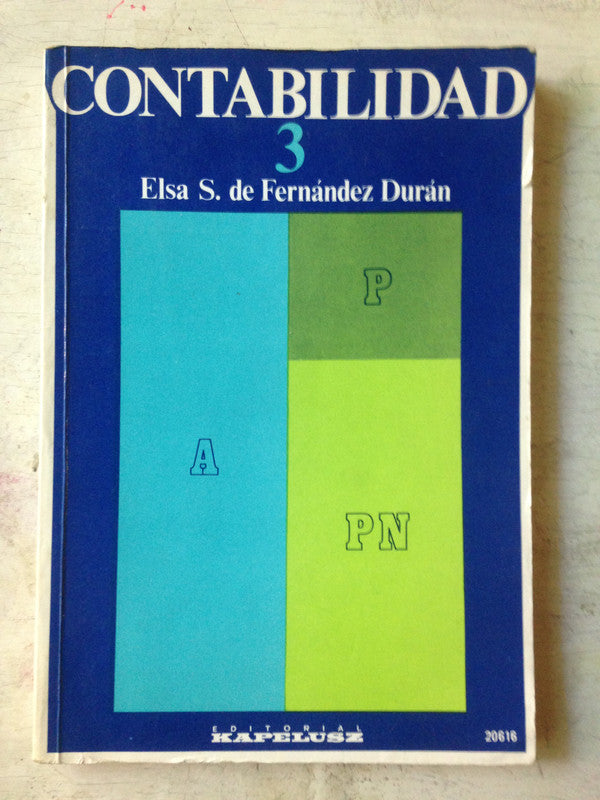 CONTABILIDAD
3
Elsa S. de Fernández Durán
P
A
PN
EDITORIAL
KAPELUSZ
20616